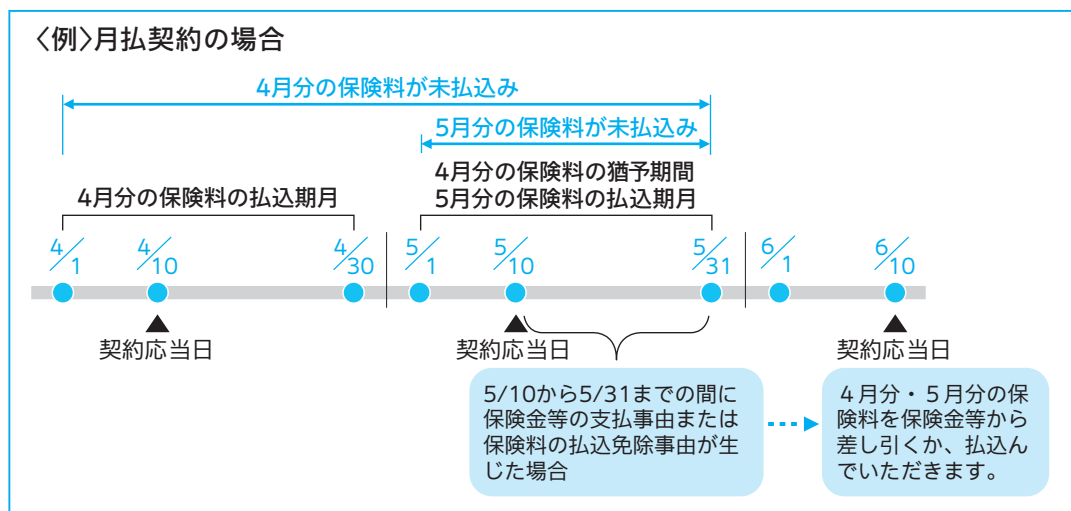 〈例〉月払契約の場合
4月分の保険料が未払込み
5月分の保険料が未払込み
4月分の保険料の猶予期間
4月分の保険料の払込期月
5月分の保険料の払込期月
4/1
4/10
4/30
5/1
5/10
5/31
6/1
6/10
契約応当日
契約応当日
契約応当日
5/10から5/31までの間に
保険金等の支払事由または
保険料の払込免除事由が生
じた場合
４月分・５月分の保
険料を保険金等から
差し引くか、払込ん
でいただきます。